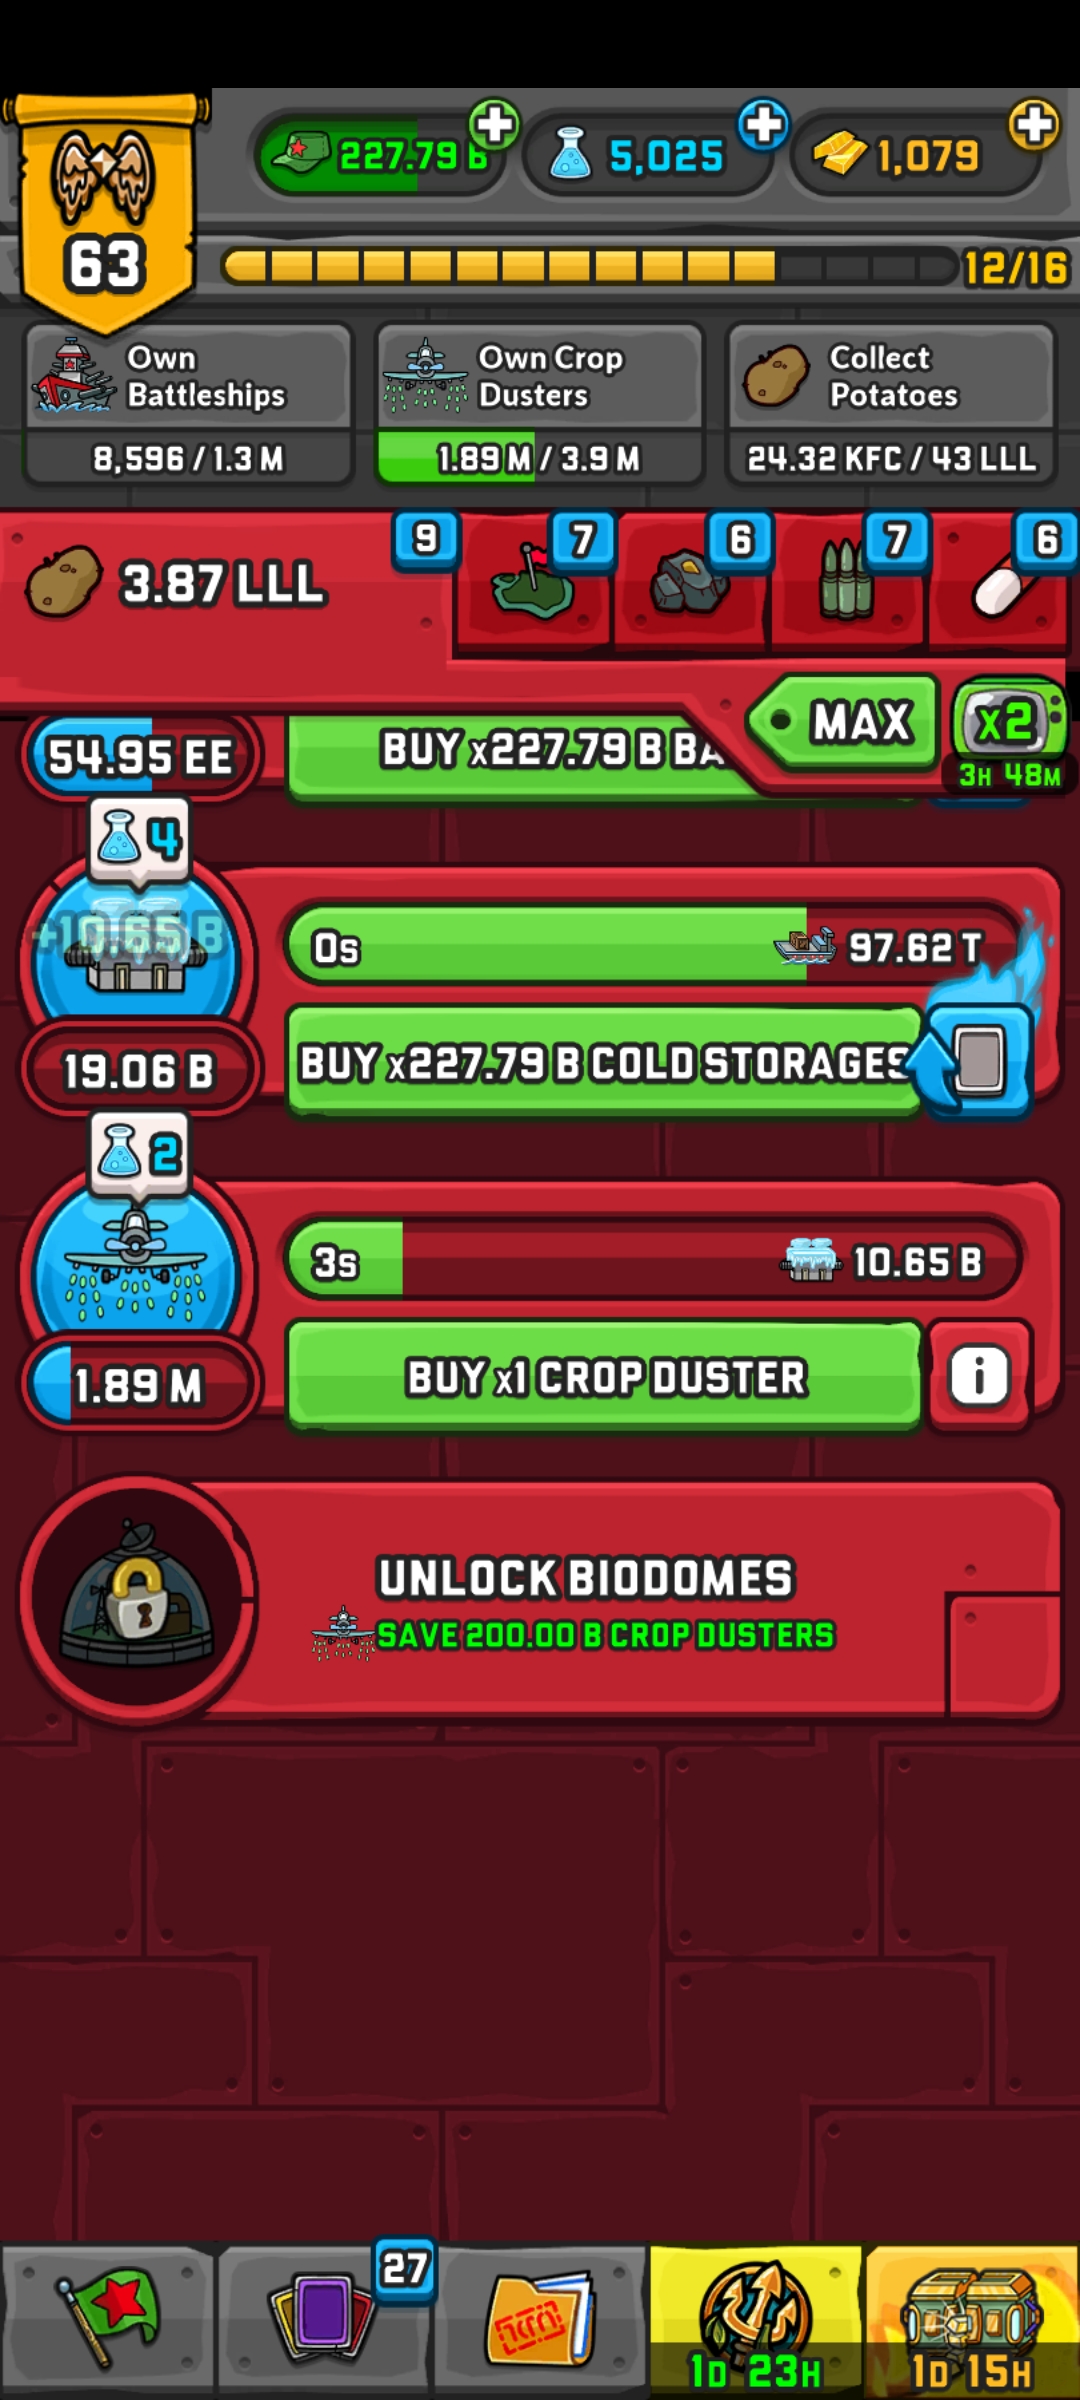 227.79 B
5,025
1,079
63
12/16
Own
Battleships
8,596 / 1.3 M
Own Crop
Dusters
1.89 M / 3.9 M
Collect
Potatoes
24.32 KFC / 43 LLL
3.87 LLL
9
7
6
7
6
MAX
x2
3H 48M
54.95 EE
BUY x227.79 B BA
4
+10.65 B
0s
97.62 T
19.06 B
BUY x227.79 B COLD STORAGES
2
3s
10.65 B
1.89 M
BUY x1 CROP DUSTER
i
UNLOCK BIODOMES
SAVE 200.00 B CROP DUSTERS
27
1D 23H
1D 15H